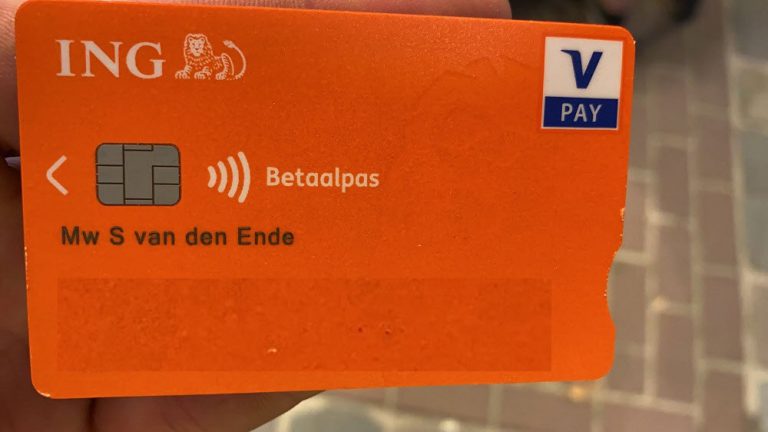 ING
V
PAY
Betaalpas
Mw S van den Ende